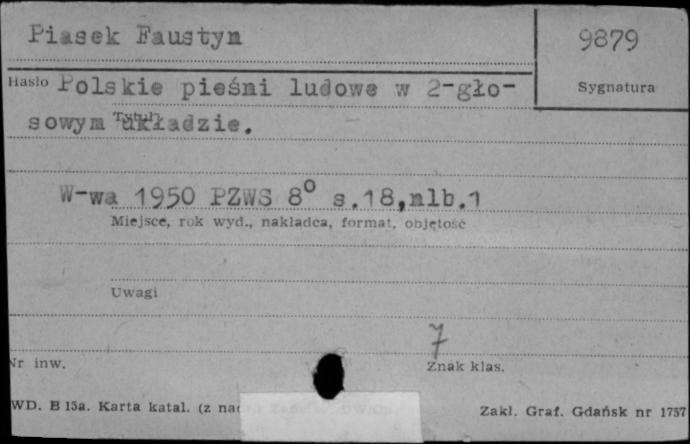 Piasek Faustyn
9879
Hasło Polskie pieśni ludowe w 2-gło-
Sygnatura
sowym układzie.
Tytuł
W-wa 1950 PZWS 8° s.18,nlb.1
Miejsce, rok wyd., nakładca, format, objętość
Uwagi
7
Nr inw.
Znak klas.
WD. B 15a. Karta katal. (z
Zakł. Graf. Gdańsk nr 1757